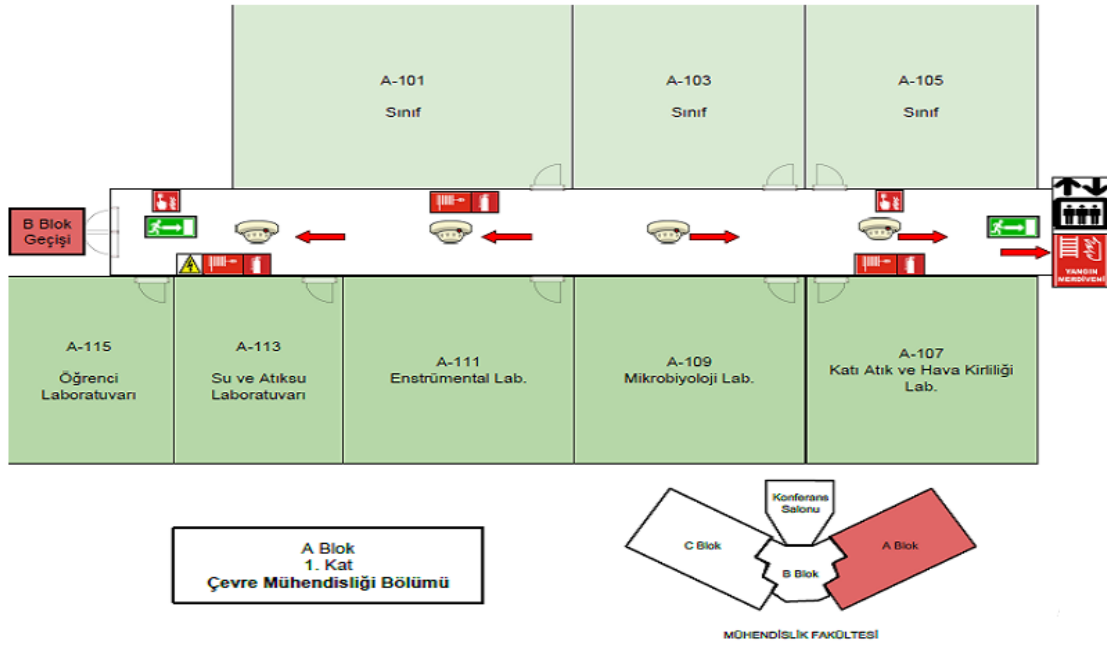 A-101
Sınıf
A-103
Sınıf
A-105
Sınıf
B Blok
Geçişi
YANGIN
MERDİVENİ
A-115
Öğrenci
Laboratuvarı
A-113
Su ve Atıksu
Laboratuvarı
A-111
Enstrümental Lab.
A-109
Mikrobiyoloji Lab.
A-107
Katı Atık ve Hava Kirliliği
Lab.
A Blok
1. Kat
Çevre Mühendisliği Bölümü
Konferans
Salonu
C Blok
B Blok
A Blok
MÜHENDİSLİK FAKÜLTESİ